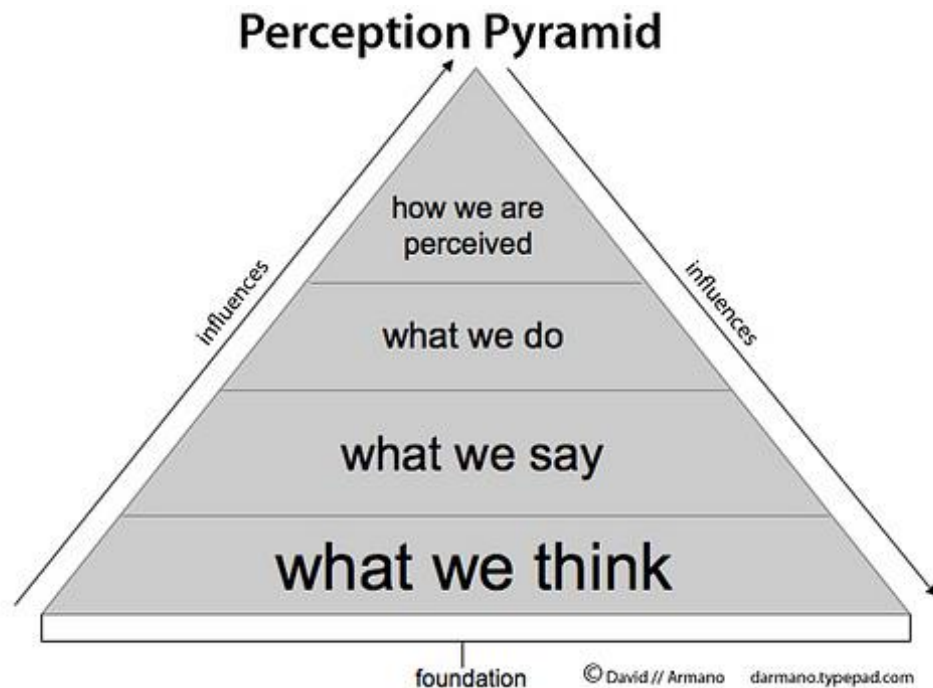 Perception Pyramid
how we are
perceived
influences
influences
what we do
what we say
what we think
foundation
© David // Armano darmano.typepad.com